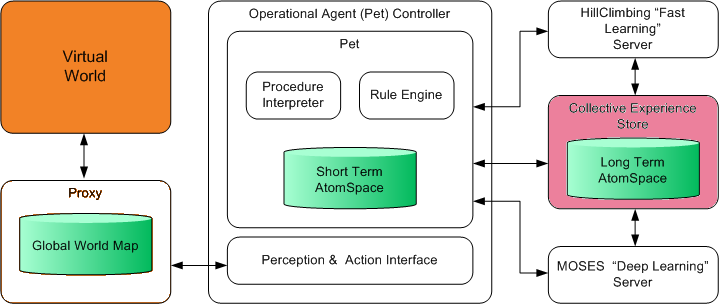 Virtual
World
Proxy
Global World Map
Operational Agent (Pet) Controller
Pet
Procedure
Interpreter
Rule Engine
Short Term
AtomSpace
Perception & Action Interface
HillClimbing “Fast
Learning”
Server
Collective Experience
Store
Long Term
AtomSpace
MOSES “Deep Learning”
Server